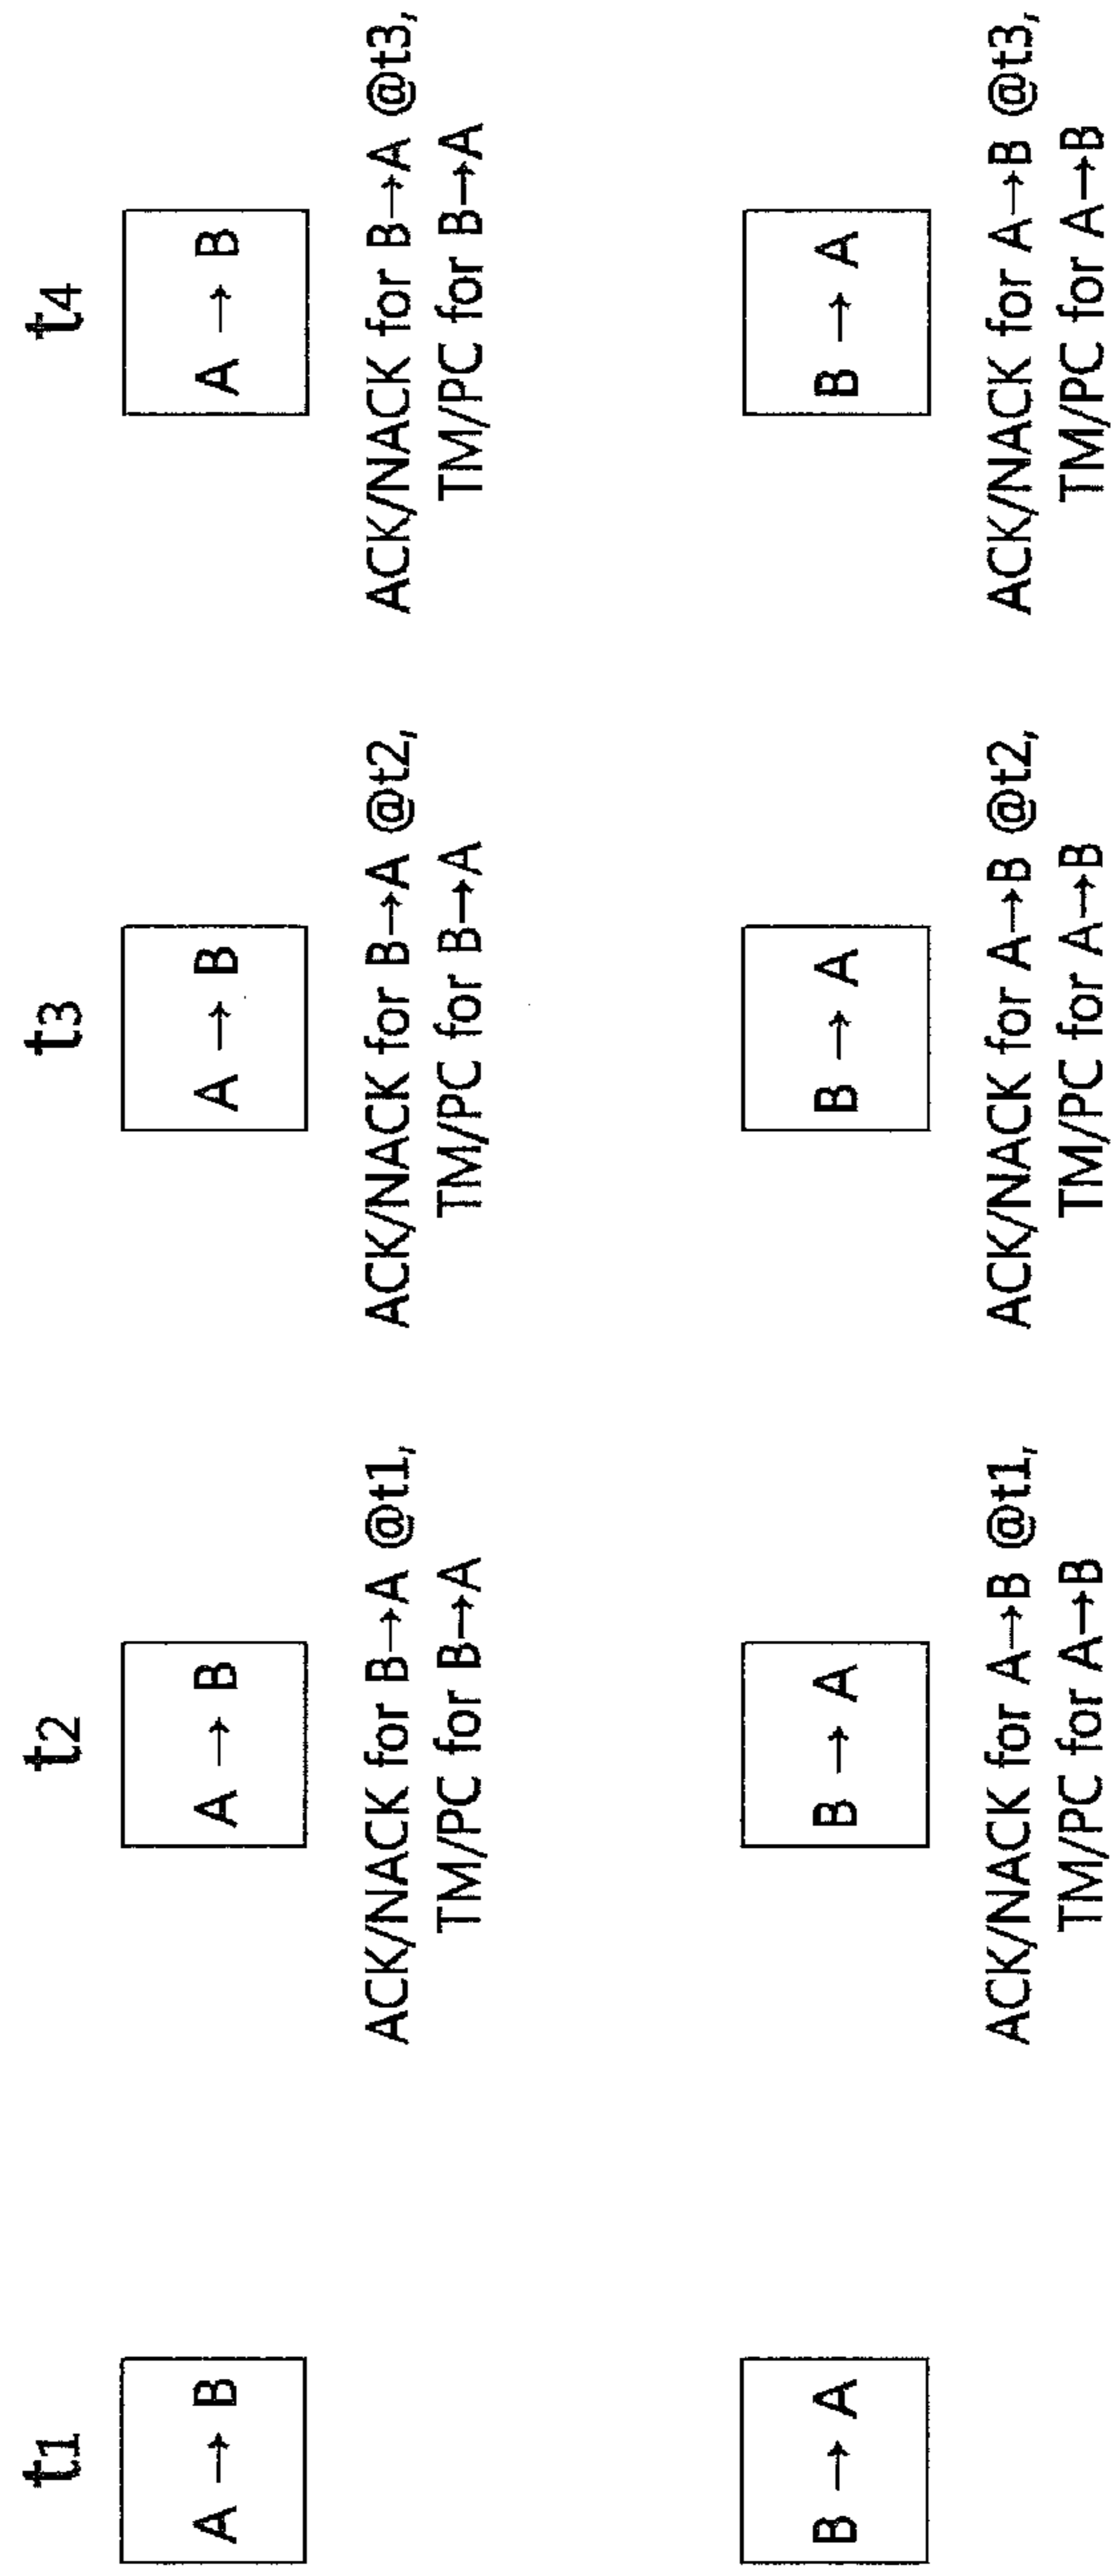 t1
t2
t3
t4
A → B
A → B
A → B
A → B
ACK/NACK for B→A @t1,
TM/PC for B→A
ACK/NACK for B→A @t2,
TM/PC for B→A
ACK/NACK for B→A @t3,
TM/PC for B→A
B → A
B → A
B → A
B → A
ACK/NACK for A→B @t1,
TM/PC for A→B
ACK/NACK for A→B @t2,
TM/PC for A→B
ACK/NACK for A→B @t3,
TM/PC for A→B